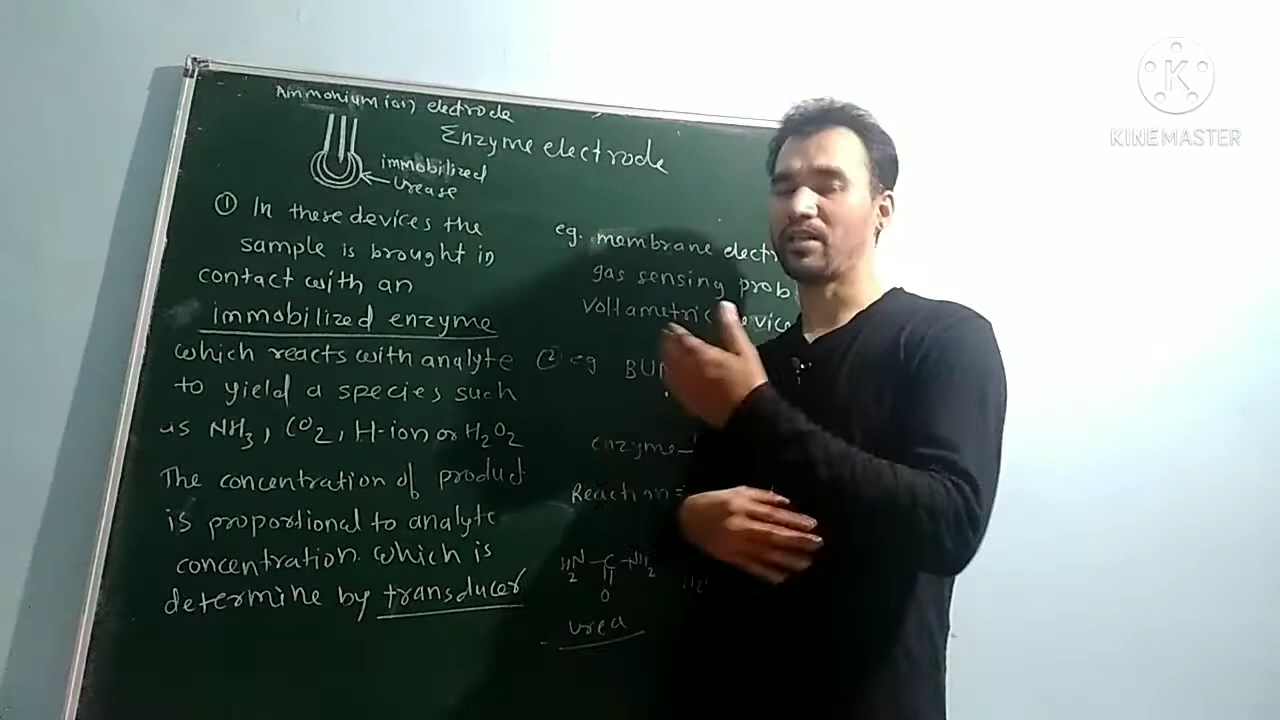 Ammonium ion electrode
Enzyme electrode
immobilized
Urease
① In these devices the
sample is brought in
contact with an
immobilized enzyme
which reacts with analyte
to yield a species such
as NH3, CO2, H-ion or H2O2
The concentration of product
is proportional to analyte
concentration. which is
determine by transducer
eg. membrane electr
gas sensing prob
Voltametric device
② eg BUN
enzyme
Reaction =
H2N-C-NH2
O
urea
K
KINEMASTER